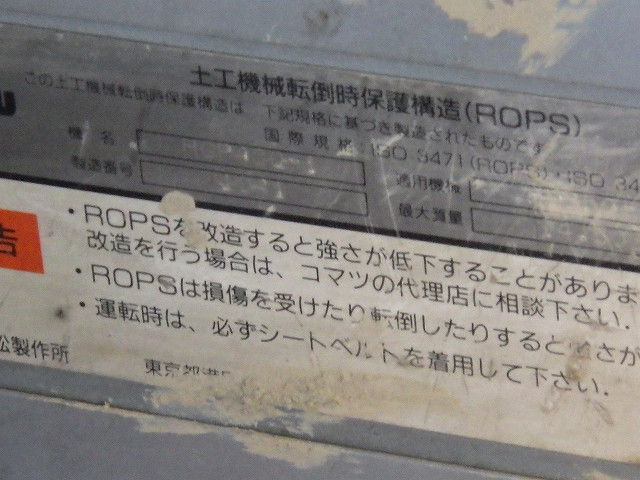 土工機械転倒時保護構造(ROPS)
この土工機械転倒時保護構造は 下記規格に基づき製造されたものです
国際規格:ISO 3471(ROPS)・ISO 34
機名
製造番号
適用機械
最大質量
告
・ROPSを改造すると強さが低下することがありま
改造を行う場合は、コマツの代理店に相談下さい.
・ROPSは損傷を受けたり転倒したりすると さが
・運転時は、必ずシートベルトを着用して下さい.
松製作所 東京都港